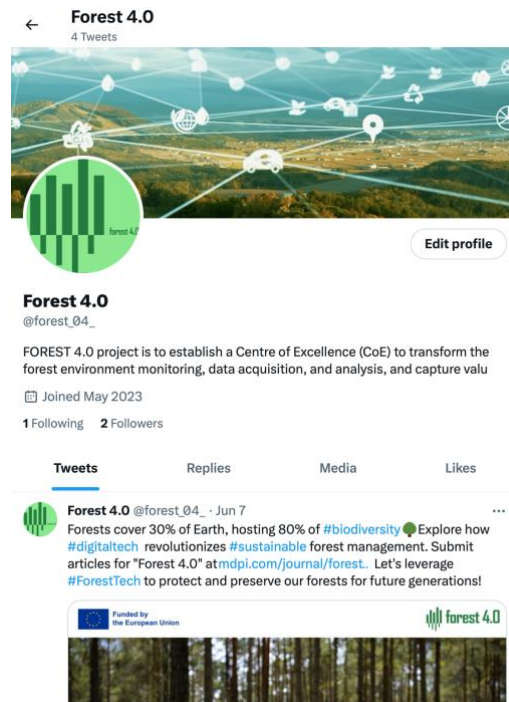 Forest 4.0
4 Tweets
forest 4.0
Edit profile
Forest 4.0
@forest_04_
FOREST 4.0 project is to establish a Centre of Excellence (CoE) to transform the
forest environment monitoring, data acquisition, and analysis, and capture valu
Joined May 2023
1 Following 2 Followers
Tweets Replies Media Likes
Forest 4.0 @forest_04_ · Jun 7
Forests cover 30% of Earth, hosting 80% of #biodiversity🌳Explore how
#digitaltech revolutionizes #sustainable forest management. Submit
articles for "Forest 4.0" at mdpi.com/journal/forest.. Let's leverage
#ForestTech to protect and preserve our forests for future generations!
Funded by
the European Union
forest 4.0